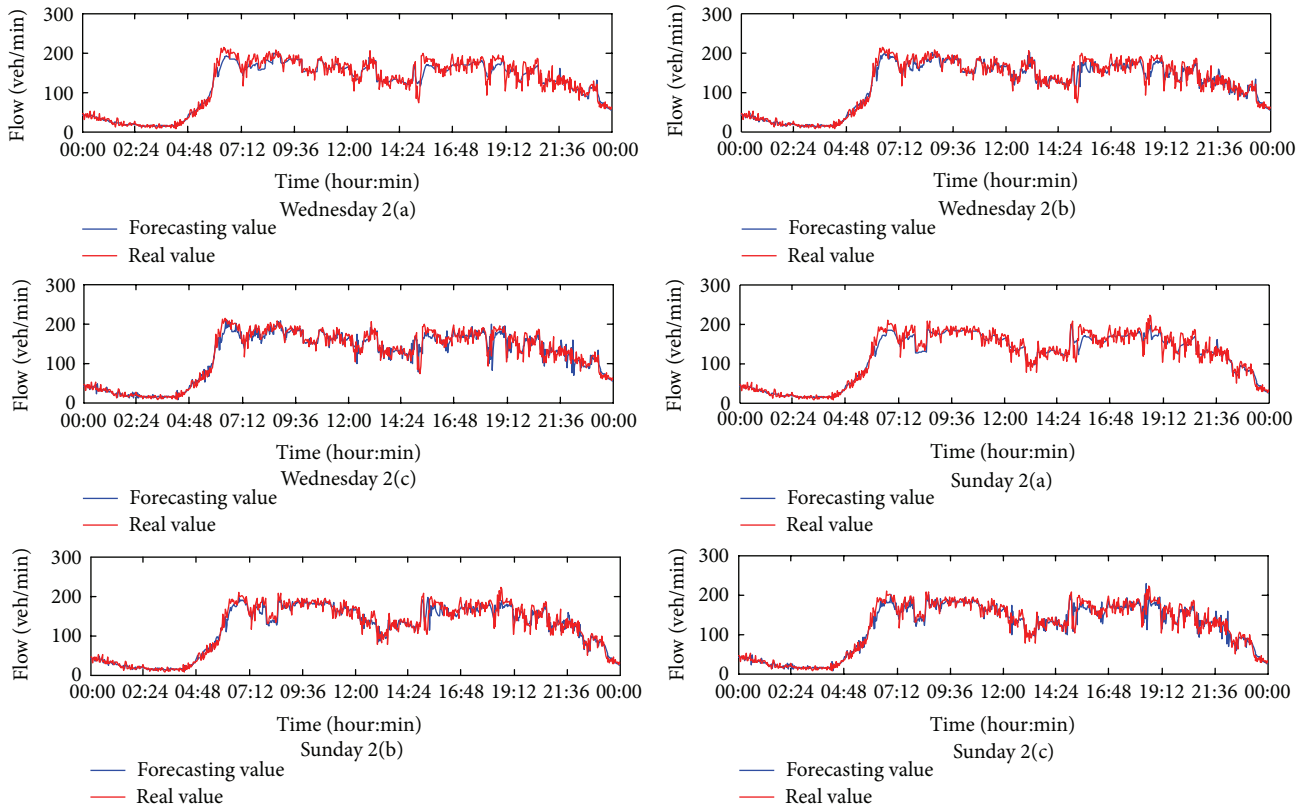 Flow (veh/min)
300
200
100
0
00:00 02:24 04:48 07:12 09:36 12:00 14:24 16:48 19:12 21:36 00:00
Time (hour:min)
Wednesday 2(a)
Forecasting value
Real value
Flow (veh/min)
300
200
100
0
00:00 02:24 04:48 07:12 09:36 12:00 14:24 16:48 19:12 21:36 00:00
Time (hour:min)
Wednesday 2(b)
Forecasting value
Real value
Flow (veh/min)
300
200
100
0
00:00 02:24 04:48 07:12 09:36 12:00 14:24 16:48 19:12 21:36 00:00
Time (hour:min)
Wednesday 2(c)
Forecasting value
Real value
Flow (veh/min)
300
200
100
0
00:00 02:24 04:48 07:12 09:36 12:00 14:24 16:48 19:12 21:36 00:00
Time (hour:min)
Sunday 2(a)
Forecasting value
Real value
Flow (veh/min)
300
200
100
0
00:00 02:24 04:48 07:12 09:36 12:00 14:24 16:48 19:12 21:36 00:00
Time (hour:min)
Sunday 2(b)
Forecasting value
Real value
Flow (veh/min)
300
200
100
0
00:00 02:24 04:48 07:12 09:36 12:00 14:24 16:48 19:12 21:36 00:00
Time (hour:min)
Sunday 2(c)
Forecasting value
Real value